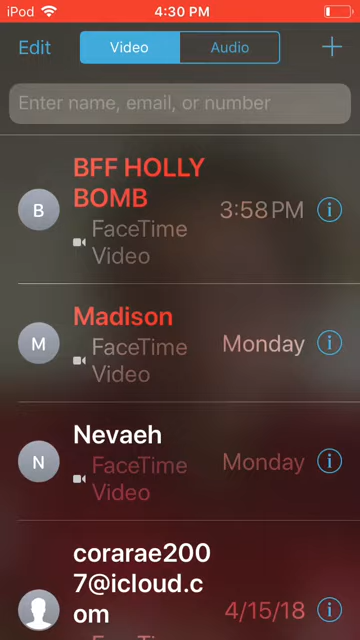 iPod 4:30 PM
Edit Video Audio
Enter name, email, or number
BFF HOLLY
BOMB
B 3:58 PM i
FaceTime
Video
Madison
M FaceTime Monday i
Video
Nevaeh
N FaceTime Monday i
Video
corarae200
7@icloud.c
om 4/15/18 i